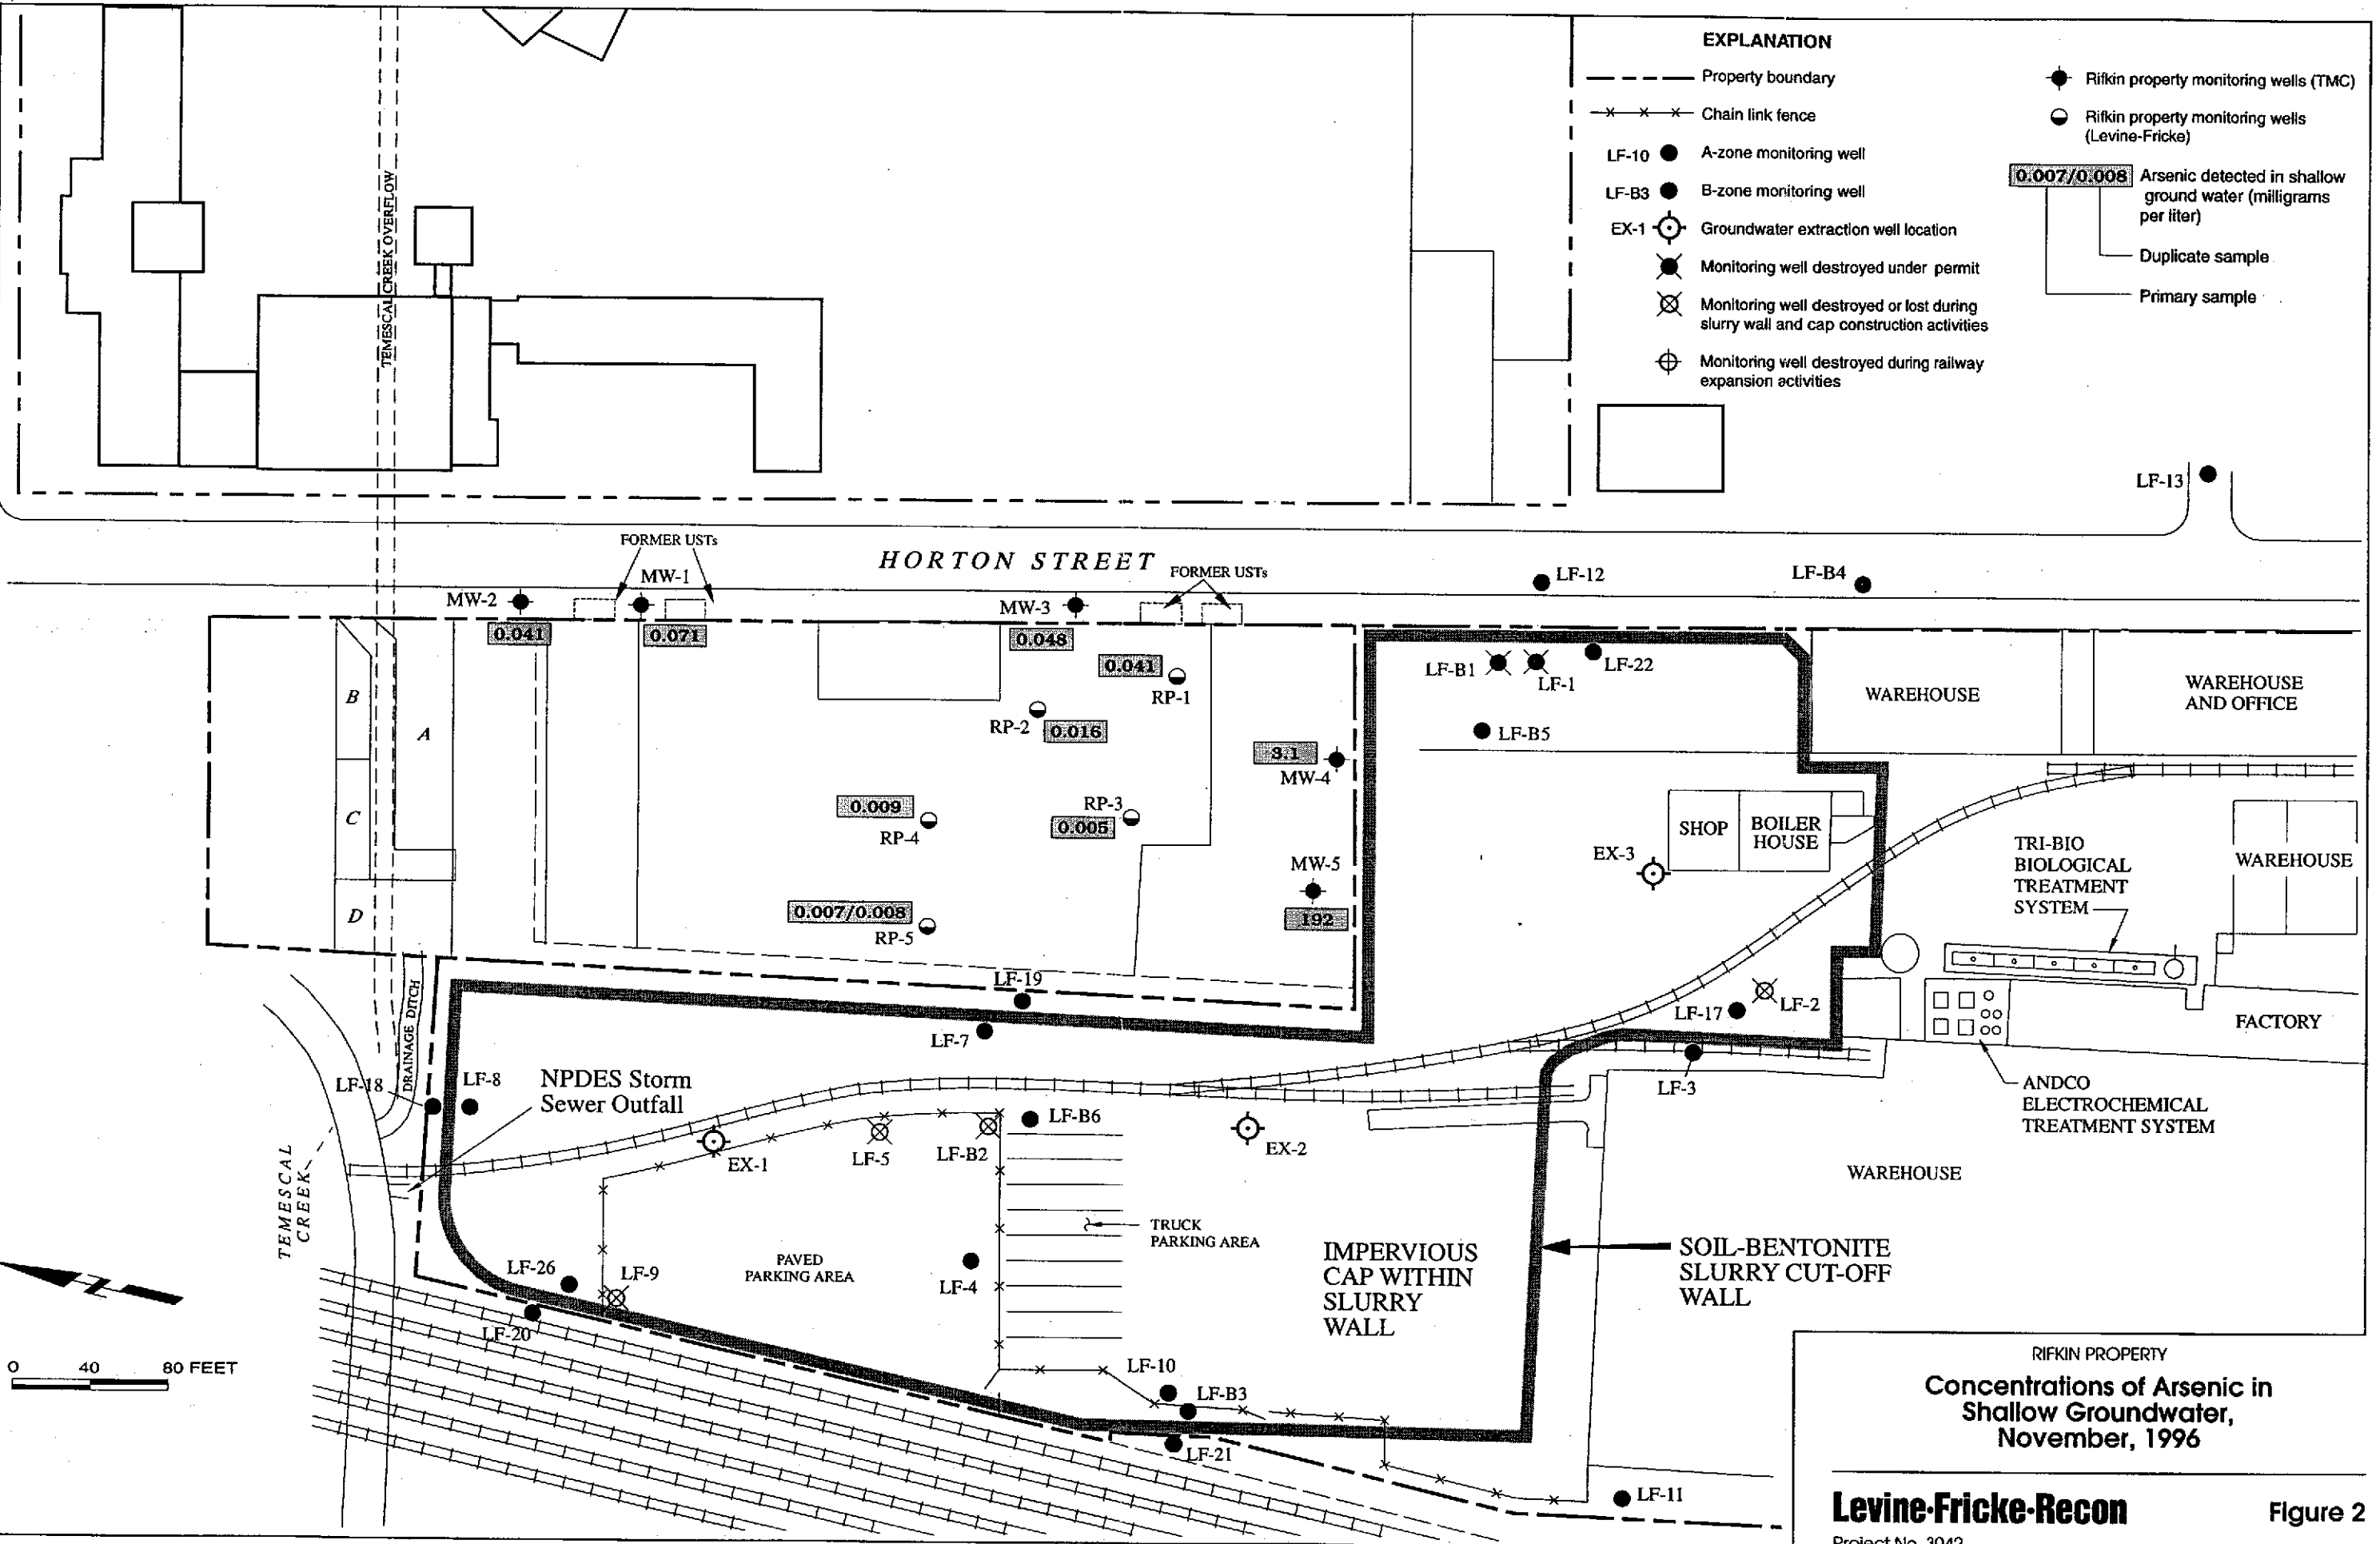 EXPLANATION
Property boundary
Chain link fence
LF-10 A-zone monitoring well
LF-B3 B-zone monitoring well
EX-1 Groundwater extraction well location
Monitoring well destroyed under permit
Monitoring well destroyed or lost during
slurry wall and cap construction activities
Monitoring well destroyed during railway
expansion activities
Rifkin property monitoring wells (TMC)
Rifkin property monitoring wells
(Levine-Fricke)
0.007/0.008 Arsenic detected in shallow
ground water (milligrams
per liter)
Duplicate sample
Primary sample
TEMESCAL CREEK OVERFLOW
LF-13
HORTON STREET
FORMER USTs
FORMER USTs
MW-2
MW-1
MW-3
LF-12
LF-B4
0.041
0.071
0.048
0.041
RP-1
RP-2
0.016
3.1
MW-4
0.009
RP-4
RP-3
0.005
MW-5
192
0.007/0.008
RP-5
A
B
C
D
LF-B1
LF-1
LF-22
LF-B5
WAREHOUSE
WAREHOUSE
AND OFFICE
SHOP
BOILER
HOUSE
EX-3
TRI-BIO
BIOLOGICAL
TREATMENT
SYSTEM
WAREHOUSE
LF-19
LF-7
LF-17
LF-2
LF-3
FACTORY
ANDCO
ELECTROCHEMICAL
TREATMENT SYSTEM
DRAINAGE DITCH
LF-18
LF-8
NPDES Storm
Sewer Outfall
TEMESCAL
CREEK
EX-1
LF-5
LF-B2
LF-B6
EX-2
WAREHOUSE
TRUCK
PARKING AREA
PAVED
PARKING AREA
LF-26
LF-9
LF-4
LF-20
IMPERVIOUS
CAP WITHIN
SLURRY
WALL
SOIL-BENTONITE
SLURRY CUT-OFF
WALL
LF-10
LF-B3
LF-21
LF-11
0 40 80 FEET
RIFKIN PROPERTY
Concentrations of Arsenic in
Shallow Groundwater,
November, 1996
Levine·Fricke·Recon
Figure 2
Project No. 3042